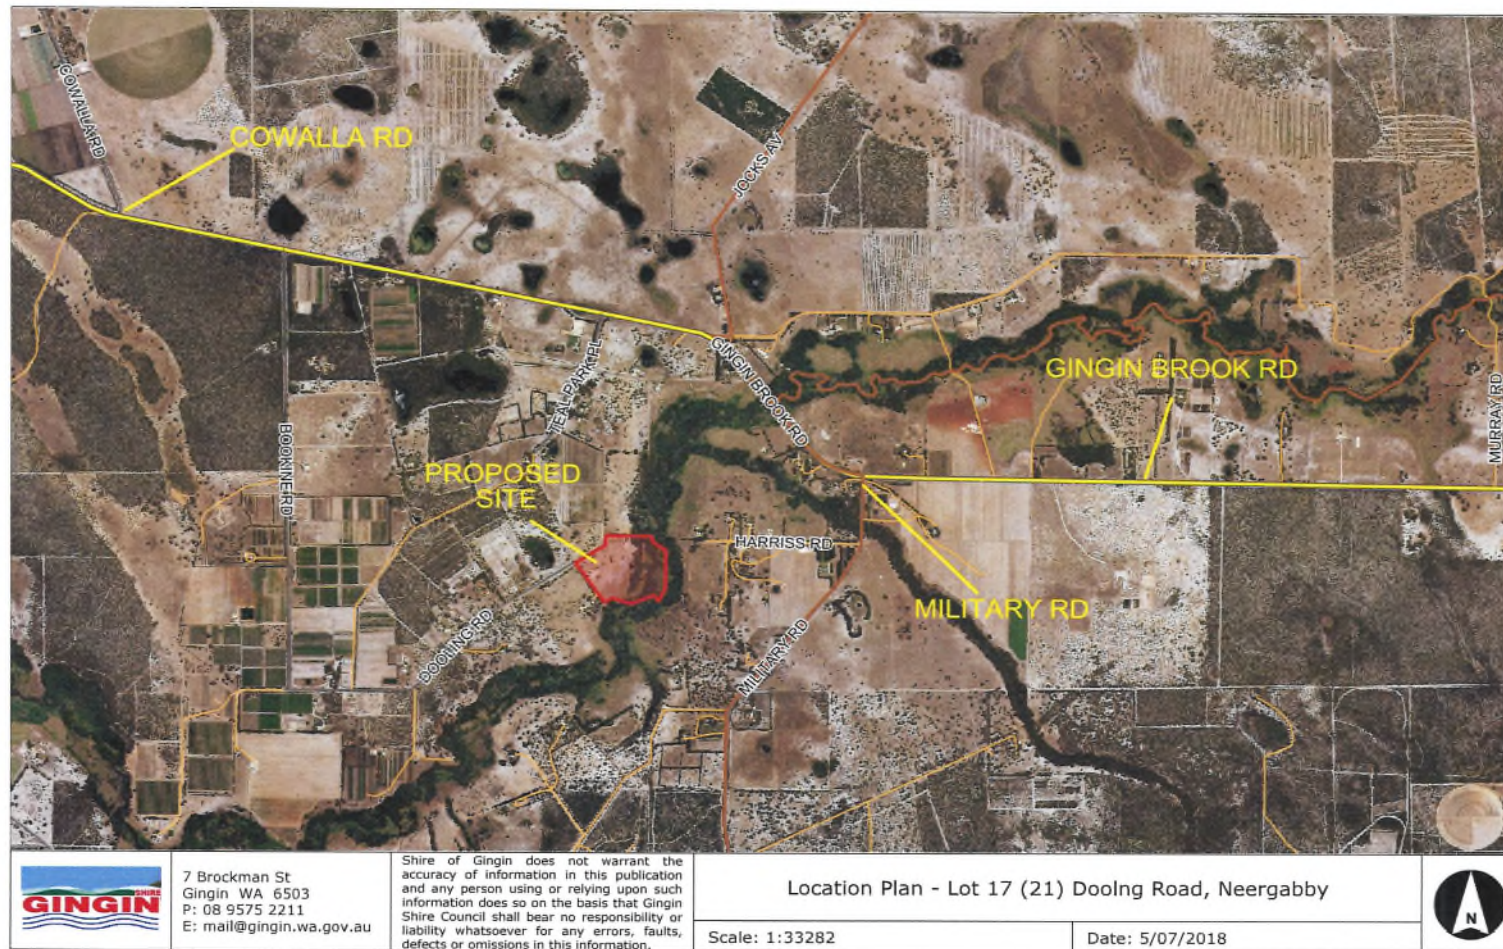 COWALLA RD
COWALLA RD
JOCKS AV
GINGIN BROOK RD
TEAL PARK PL
GINGIN BROOK RD
MURRAY RD
BOOKINE RD
PROPOSED
SITE
HARRISS RD
MILITARY RD
DOOLING RD
MILITARY RD
SHIRE
GINGIN
7 Brockman St
Gingin WA 6503
P: 08 9575 2211
E: mail@gingin.wa.gov.au
Shire of Gingin does not warrant the
accuracy of information in this publication
and any person using or relying upon such
information does so on the basis that Gingin
Shire Council shall bear no responsibility or
liability whatsoever for any errors, faults,
defects or omissions in this information.
Location Plan - Lot 17 (21) Doolng Road, Neergabby
Scale: 1:33282
Date: 5/07/2018
N